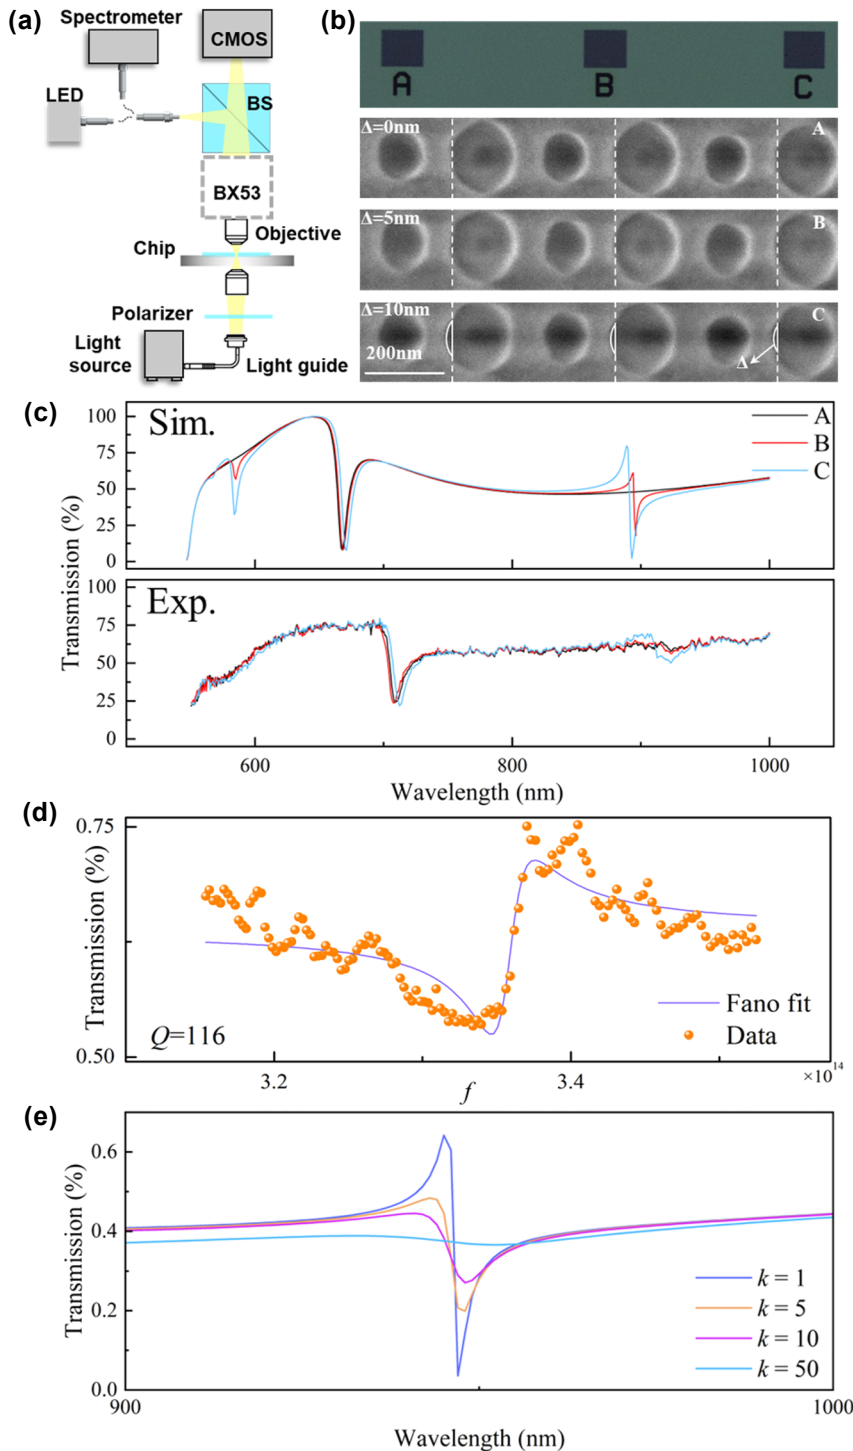 (a)
Spectrometer
CMOS
LED
BS
BX53
Objective
Chip
Polarizer
Light
source
Light guide
(b)
A
B
C
Δ=0nm
A
Δ=5nm
B
Δ=10nm
C
200nm
Δ
(c)
Sim.
A
B
C
100
75
50
25
0
Exp.
100
75
50
25
0
Transmission (%)
600
800
1000
Wavelength (nm)
(d)
0.75
0.50
Transmission (%)
Q=116
Fano fit
Data
3.2
3.4
×10¹⁴
f
(e)
0.6
0.4
0.2
0.0
Transmission (%)
k = 1
k = 5
k = 10
k = 50
900
1000
Wavelength (nm)